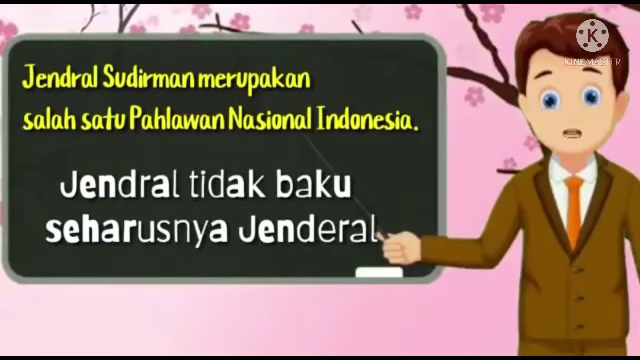 Jendral Sudirman merupakan
salah satu Pahlawan Nasional Indonesia.
Jendral tidak baku
seharusnya Jenderal
KINEMASTER